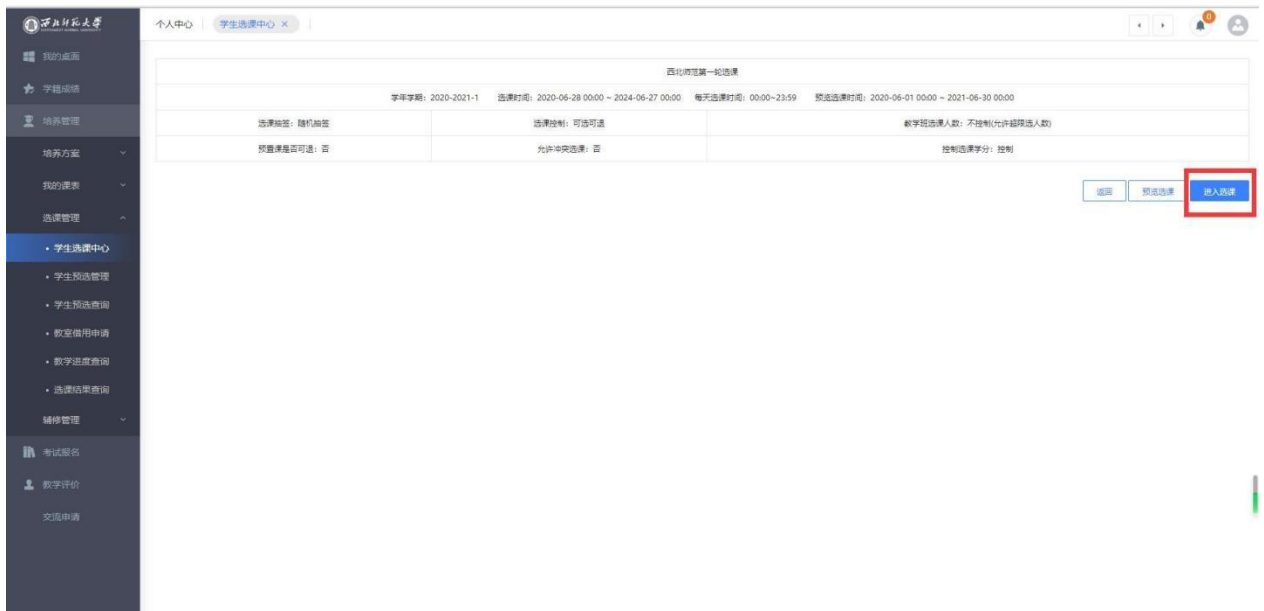 西北师范大学
个人中心 学生选课中心 ×
0
我的桌面
学籍成绩
培养管理
培养方案
我的课表
选课管理
学生选课中心
学生预选管理
学生预选查询
教室借用申请
教学进度查询
选课结果查询
辅修管理
考试报名
教学评价
交流申请
西北师范第一轮选课
学年学期：2020-2021-1 选课时间：2020-06-28 00:00 ~ 2024-06-27 00:00 每天选课时间：00:00~23:59 预览选课时间：2020-06-01 00:00 ~ 2021-06-30 00:00
选课抽签：随机抽签 选课控制：可选可退 教学班选课人数：不控制(允许超限选人数)
预置课是否可退：否 允许冲突选课：否 控制选课学分：控制
返回 预览选课 进入选课